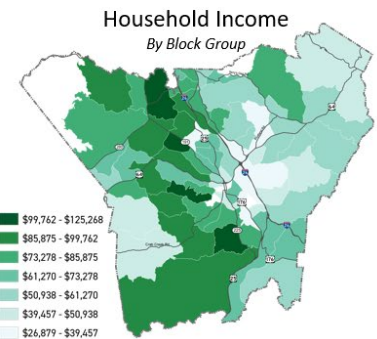 Household Income
By Block Group
$99,762 - $125,268
$85,875 - $99,762
$73,278 - $85,875
$61,270 - $73,278
$50,938 - $61,270
$39,457 - $50,938
$26,879 - $39,457